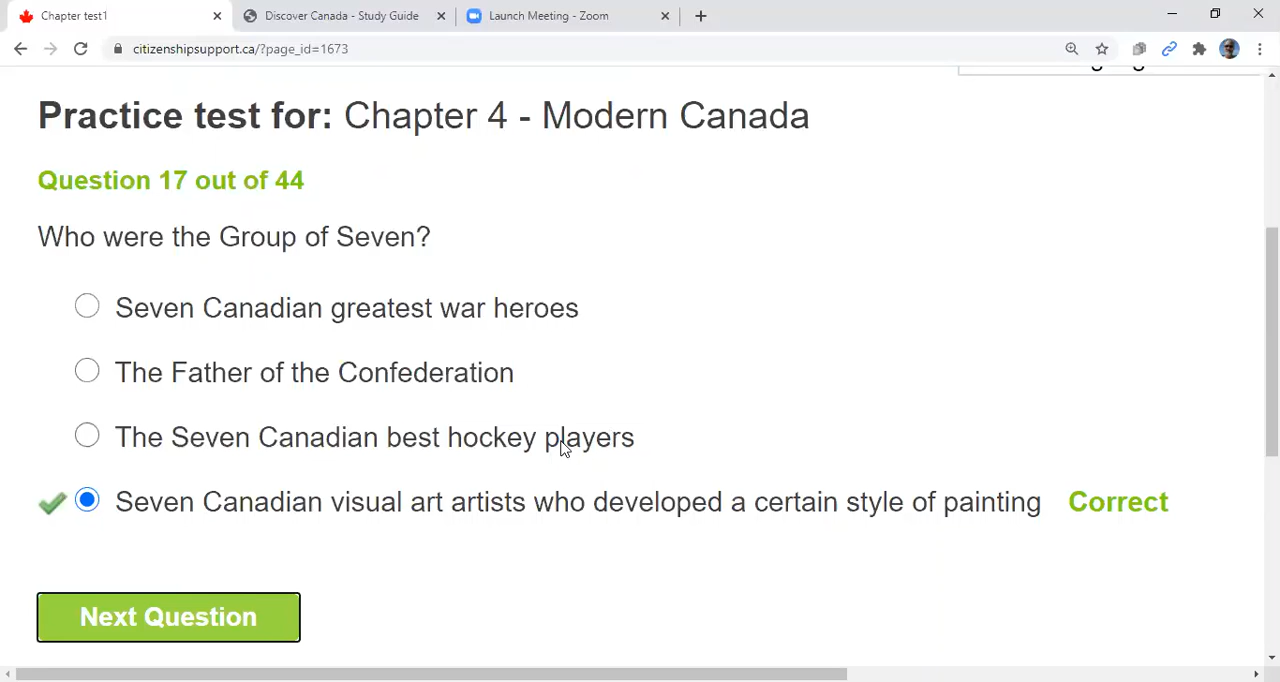 Chapter test1
Discover Canada - Study Guide
Launch Meeting - Zoom
citizenshipsupport.ca/?page_id=1673
Practice test for: Chapter 4 - Modern Canada
Question 17 out of 44
Who were the Group of Seven?
Seven Canadian greatest war heroes
The Father of the Confederation
The Seven Canadian best hockey players
Seven Canadian visual art artists who developed a certain style of painting Correct
Next Question